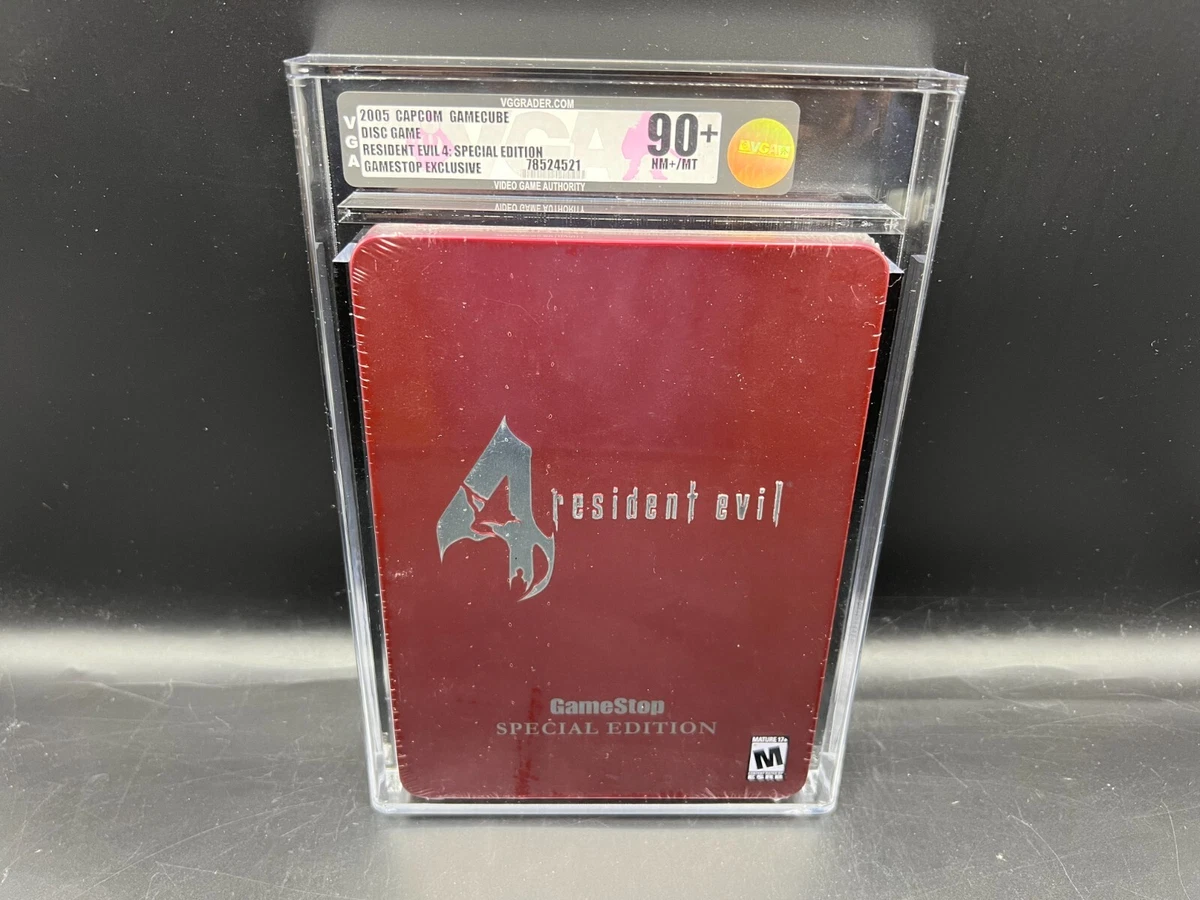 VGGRADER.COM
VGA
2005 CAPCOM GAMECUBE
DISC GAME
RESIDENT EVIL 4: SPECIAL EDITION
GAMESTOP EXCLUSIVE
78524521
90+
NM+/MT
VGA
VIDEO GAME AUTHORITY
VIDEO GAME AUTHORITY
4 resident evil
GameStop
SPECIAL EDITION
MATURE 17+
M
ESRB